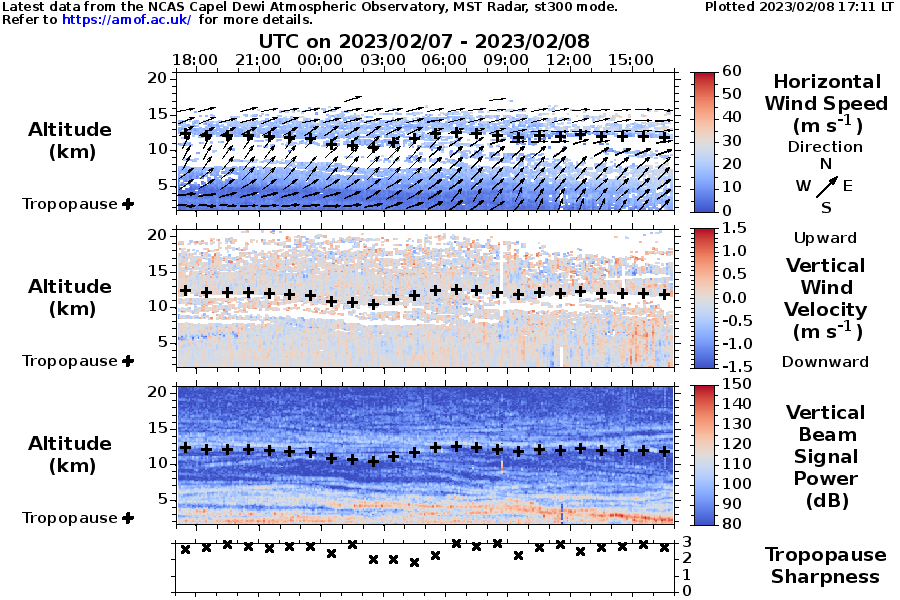 Latest data from the NCAS Capel Dewi Atmospheric Observatory, MST Radar, st300 mode.
Plotted 2023/02/08 17:11 LT
Refer to https://amof.ac.uk/ for more details.
UTC on 2023/02/07 - 2023/02/08
18:00 21:00 00:00 03:00 06:00 09:00 12:00 15:00
20
15
10
5
Altitude
(km)
Tropopause
60
50
40
30
20
10
0
Horizontal
Wind Speed
(m s-1)
Direction
N
W E
S
20
15
10
5
Altitude
(km)
Tropopause
1.5
1.0
0.5
0.0
-0.5
-1.0
-1.5
Upward
Vertical
Wind
Velocity
(m s-1)
Downward
20
15
10
5
Altitude
(km)
Tropopause
150
140
130
120
110
100
90
80
Vertical
Beam
Signal
Power
(dB)
3
2
1
0
Tropopause
Sharpness